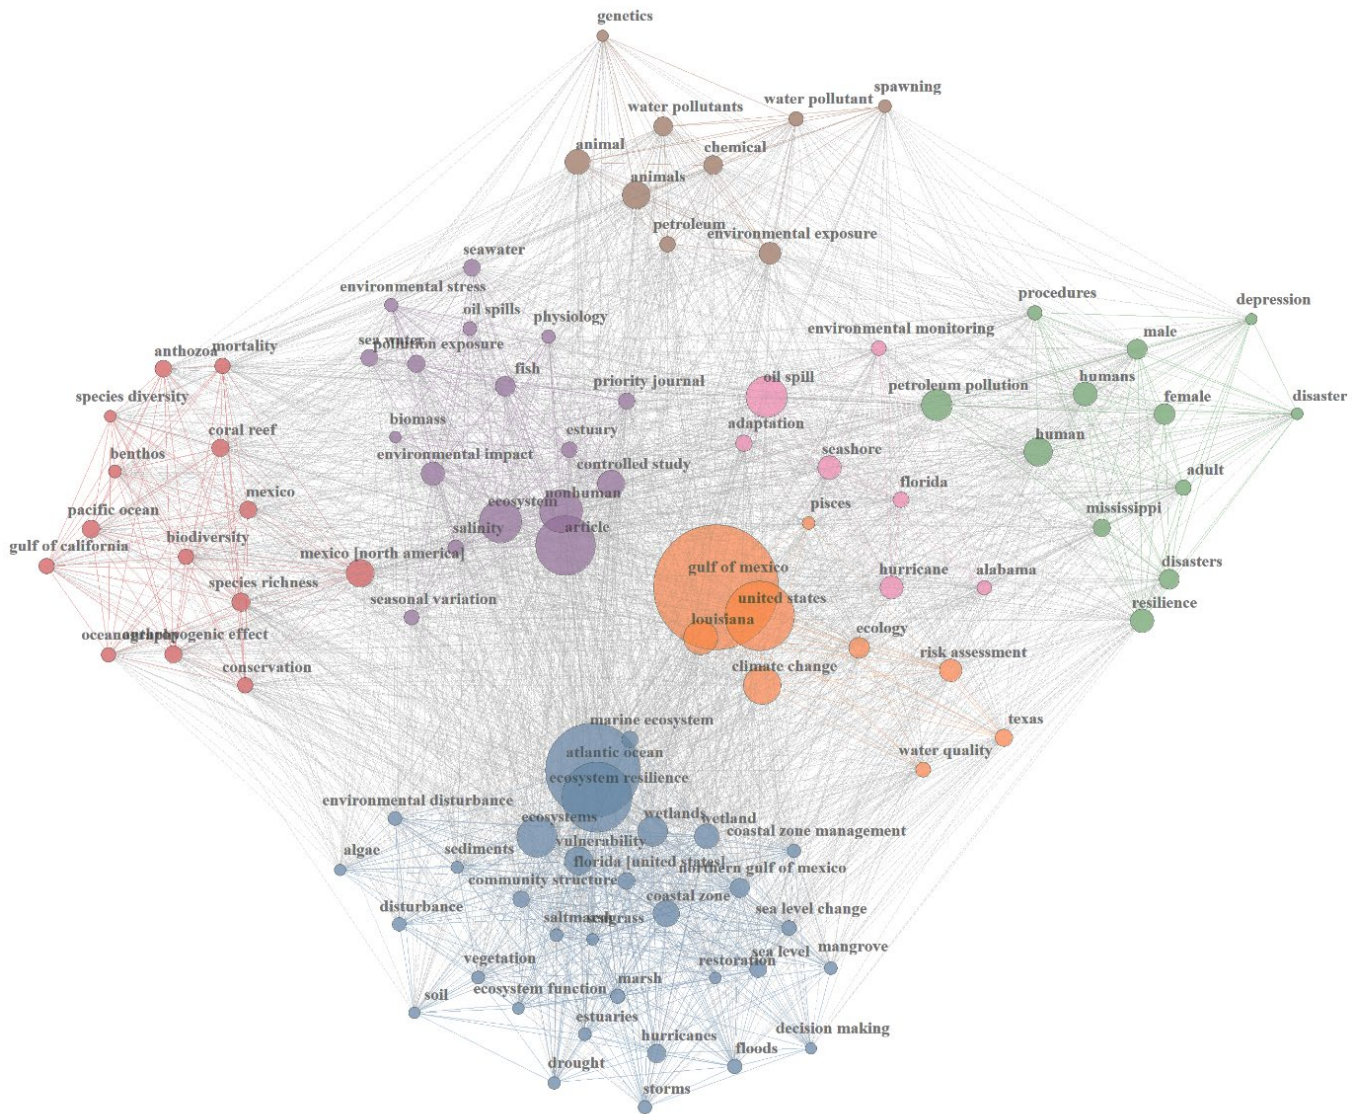 genetics
spawning
water pollutant
water pollutants
animal
chemical
animals
petroleum
environmental exposure
seawater
environmental stress
oil spills
physiology
procedures
depression
environmental monitoring
male
sea water
pollution exposure
anthozoa
mortality
fish
priority journal
oil spill
petroleum pollution
humans
female
disaster
species diversity
biomass
adaptation
coral reef
estuary
human
benthos
environmental impact
controlled study
seashore
adult
mexico
ecosystem
nonhuman
florida
pacific ocean
pisces
mississippi
salinity
article
gulf of california
biodiversity
mexico [north america]
gulf of mexico
hurricane
alabama
disasters
species richness
seasonal variation
united states
resilience
louisiana
oceanography
anthropogenic effect
ecology
conservation
climate change
risk assessment
marine ecosystem
texas
atlantic ocean
water quality
ecosystem resilience
environmental disturbance
ecosystems
wetlands
wetland
coastal zone management
algae
sediments
vulnerability
florida [united states]
northern gulf of mexico
community structure
coastal zone
disturbance
saltmarsh
seagrass
sea level change
vegetation
restoration
sea level
mangrove
soil
ecosystem function
marsh
estuaries
hurricanes
decision making
drought
floods
storms